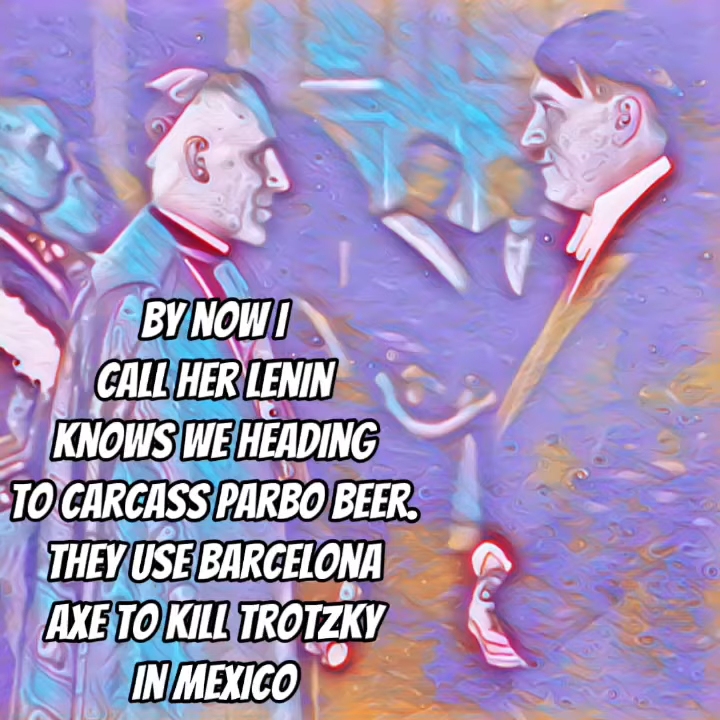 BY NOW I
CALL HER LENIN
KNOWS WE HEADING
TO CARCASS PARBO BEER.
THEY USE BARCELONA
AXE TO KILL TROTZKY
IN MEXICO